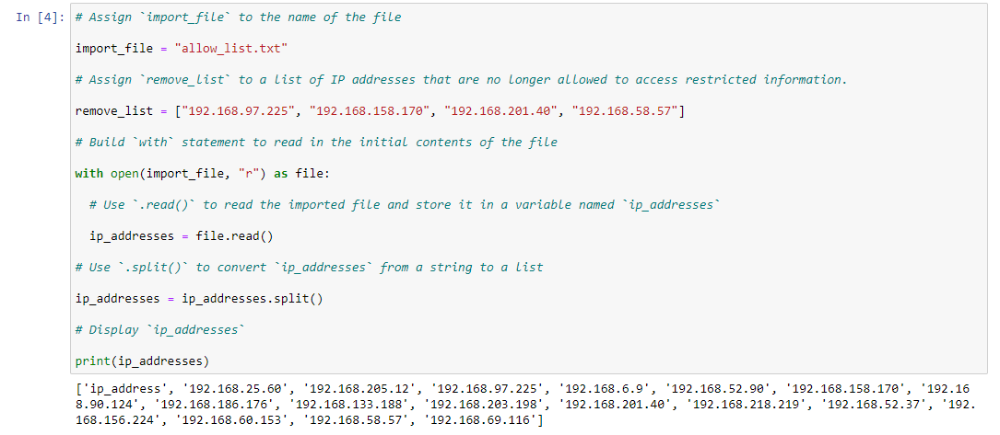 In [4]: # Assign `import_file` to the name of the file
import_file = "allow_list.txt"
# Assign `remove_list` to a list of IP addresses that are no longer allowed to access restricted information.
remove_list = ["192.168.97.225", "192.168.158.170", "192.168.201.40", "192.168.58.57"]
# Build `with` statement to read in the initial contents of the file
with open(import_file, "r") as file:
  # Use `.read()` to read the imported file and store it in a variable named `ip_addresses`
  ip_addresses = file.read()
# Use `.split()` to convert `ip_addresses` from a string to a list
ip_addresses = ip_addresses.split()
# Display `ip_addresses`
print(ip_addresses)
['ip_address', '192.168.25.60', '192.168.205.12', '192.168.97.225', '192.168.6.9', '192.168.52.90', '192.168.158.170', '192.16
8.90.124', '192.168.186.176', '192.168.133.188', '192.168.203.198', '192.168.201.40', '192.168.218.219', '192.168.52.37', '192.
168.156.224', '192.168.60.153', '192.168.58.57', '192.168.69.116']